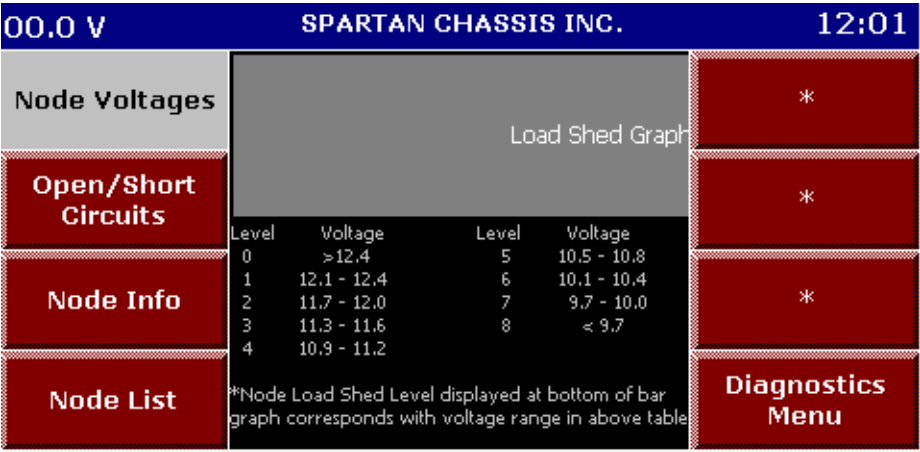 00.0 V
SPARTAN CHASSIS INC.
12:01
Node Voltages
Open/Short
Circuits
Node Info
Node List
Load Shed Graph
Level Voltage Level Voltage
0 >12.4 5 10.5 - 10.8
1 12.1 - 12.4 6 10.1 - 10.4
2 11.7 - 12.0 7 9.7 - 10.0
3 11.3 - 11.6 8 < 9.7
4 10.9 - 11.2
*Node Load Shed Level displayed at bottom of bar
graph corresponds with voltage range in above table
*
*
*
Diagnostics
Menu